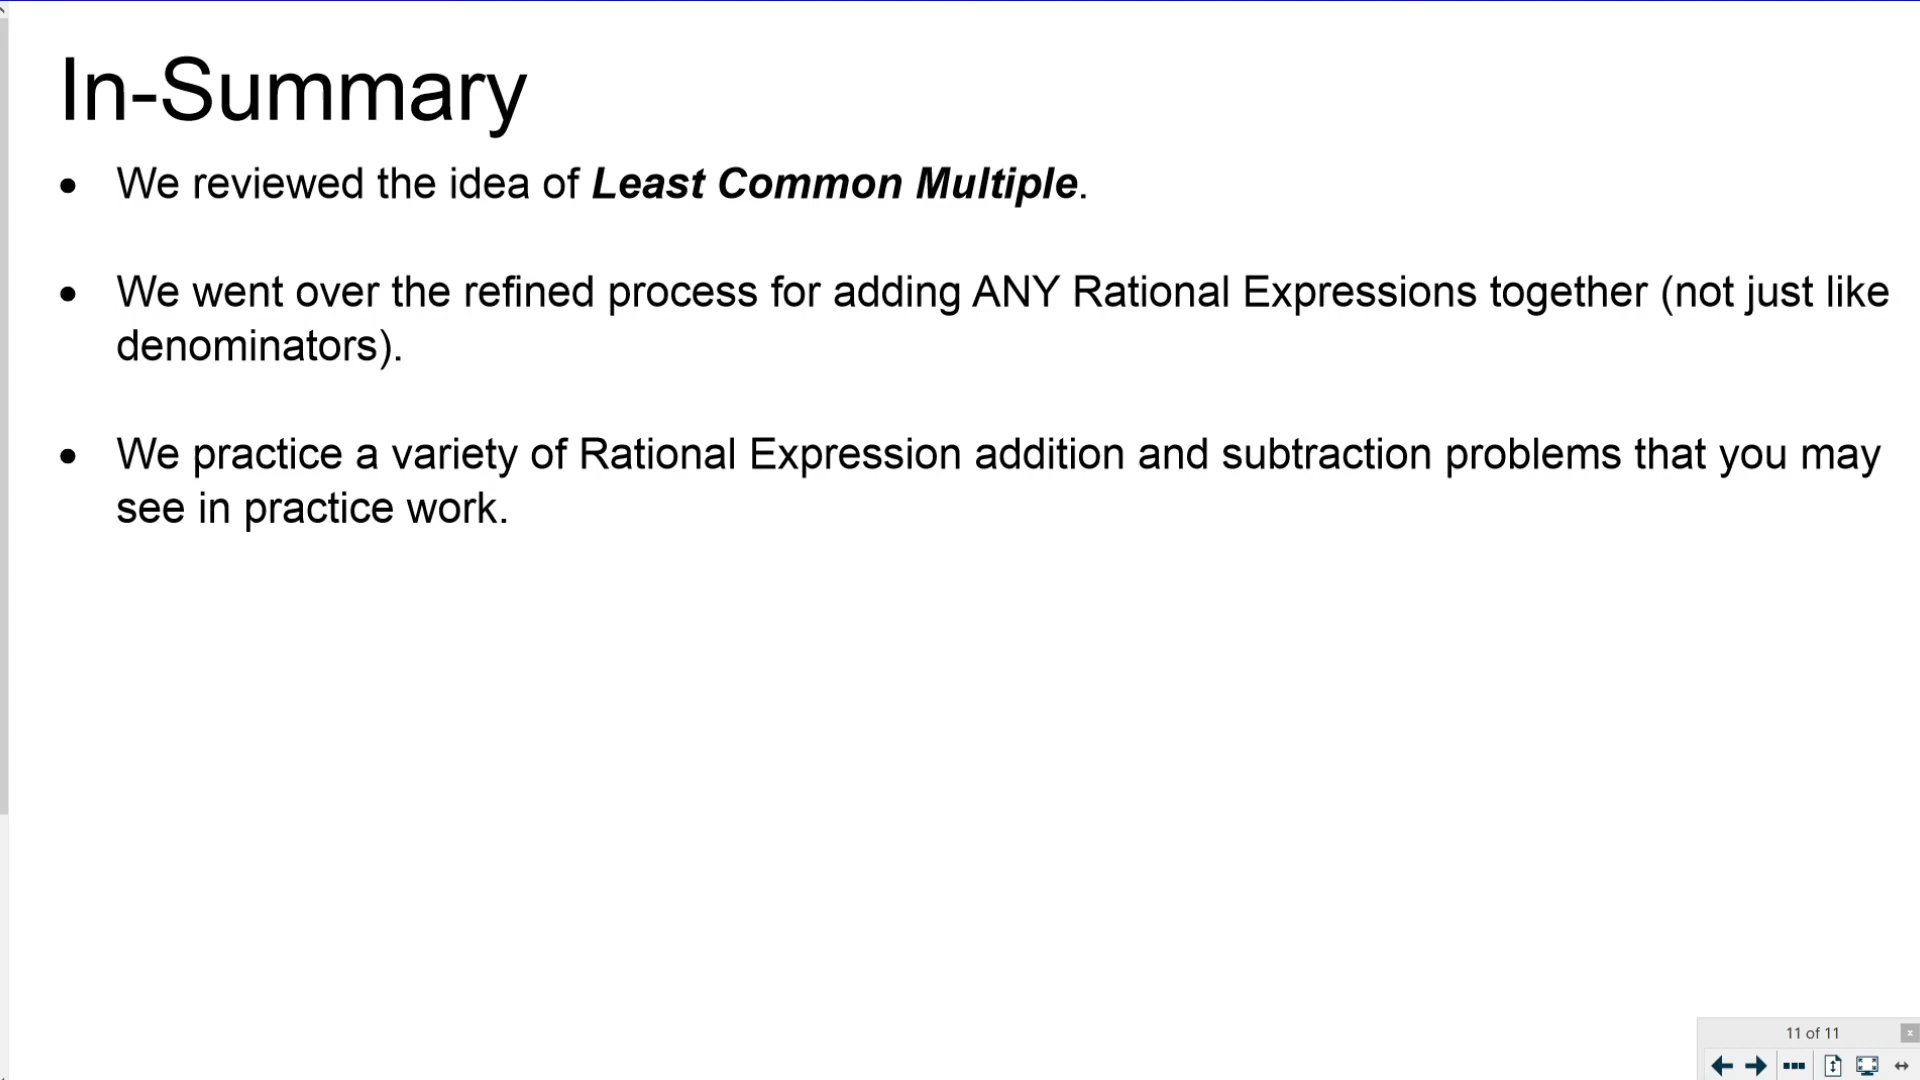 In-Summary
• We reviewed the idea of Least Common Multiple.
• We went over the refined process for adding ANY Rational Expressions together (not just like
denominators).
• We practice a variety of Rational Expression addition and subtraction problems that you may
see in practice work.
11 of 11